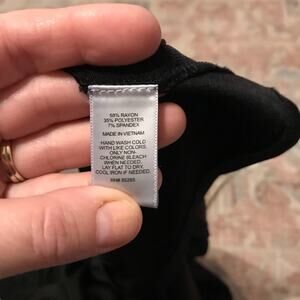 58% RAYON
35% POLYESTER
7% SPANDEX
MADE IN VIETNAM
HAND WASH COLD
WITH LIKE COLORS,
ONLY NON-
CHLORINE BLEACH
WHEN NEEDED,
LAY FLAT TO DRY,
COOL IRON IF NEEDED.